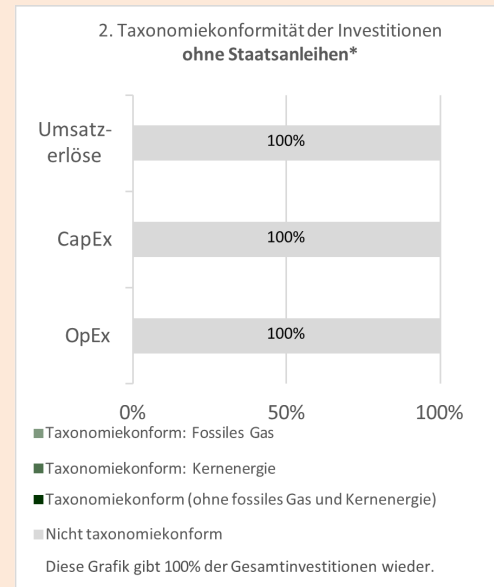 2. Taxonomiekonformität der Investitionen
ohne Staatsanleihen*
Umsatz-
erlöse
100%
CapEx
100%
OpEx
100%
0%
50%
100%
Taxonomiekonform: Fossiles Gas
Taxonomiekonform: Kernenergie
Taxonomiekonform (ohne fossiles Gas und Kernenergie)
Nicht taxonomiekonform
Diese Grafik gibt 100% der Gesamtinvestitionen wieder.